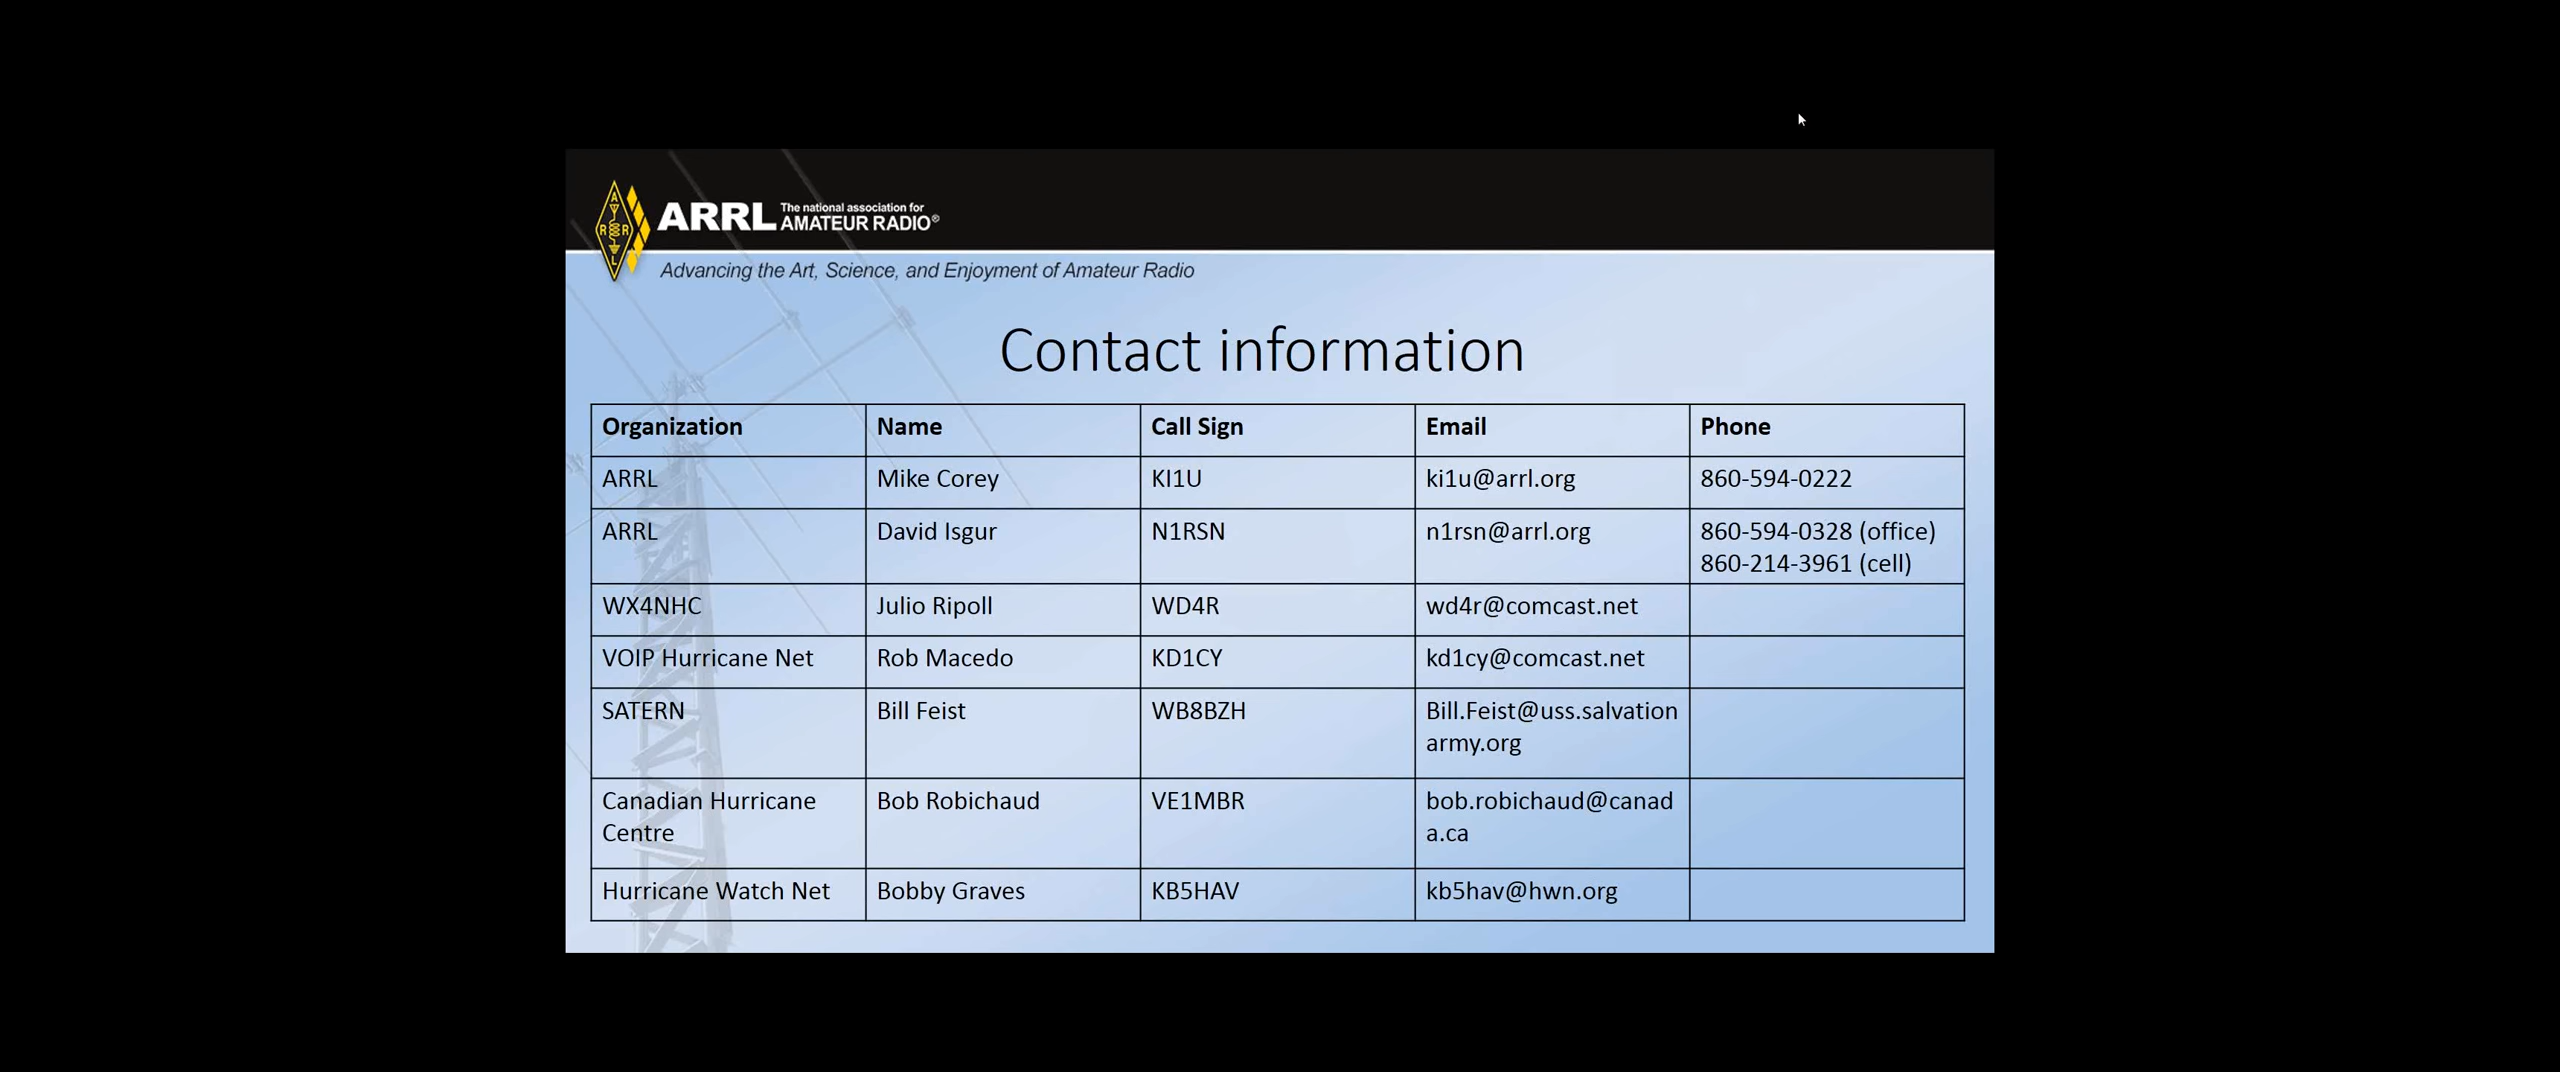 A
R R
L
ARRL The national association for
AMATEUR RADIO®
Advancing the Art, Science, and Enjoyment of Amateur Radio
Contact information
Organization Name Call Sign Email Phone
ARRL Mike Corey KI1U ki1u@arrl.org 860-594-0222
ARRL David Isgur N1RSN n1rsn@arrl.org 860-594-0328 (office)
860-214-3961 (cell)
WX4NHC Julio Ripoll WD4R wd4r@comcast.net
VOIP Hurricane Net Rob Macedo KD1CY kd1cy@comcast.net
SATERN Bill Feist WB8BZH Bill.Feist@uss.salvation
army.org
Canadian Hurricane Bob Robichaud VE1MBR bob.robichaud@canad
Centre a.ca
Hurricane Watch Net Bobby Graves KB5HAV kb5hav@hwn.org